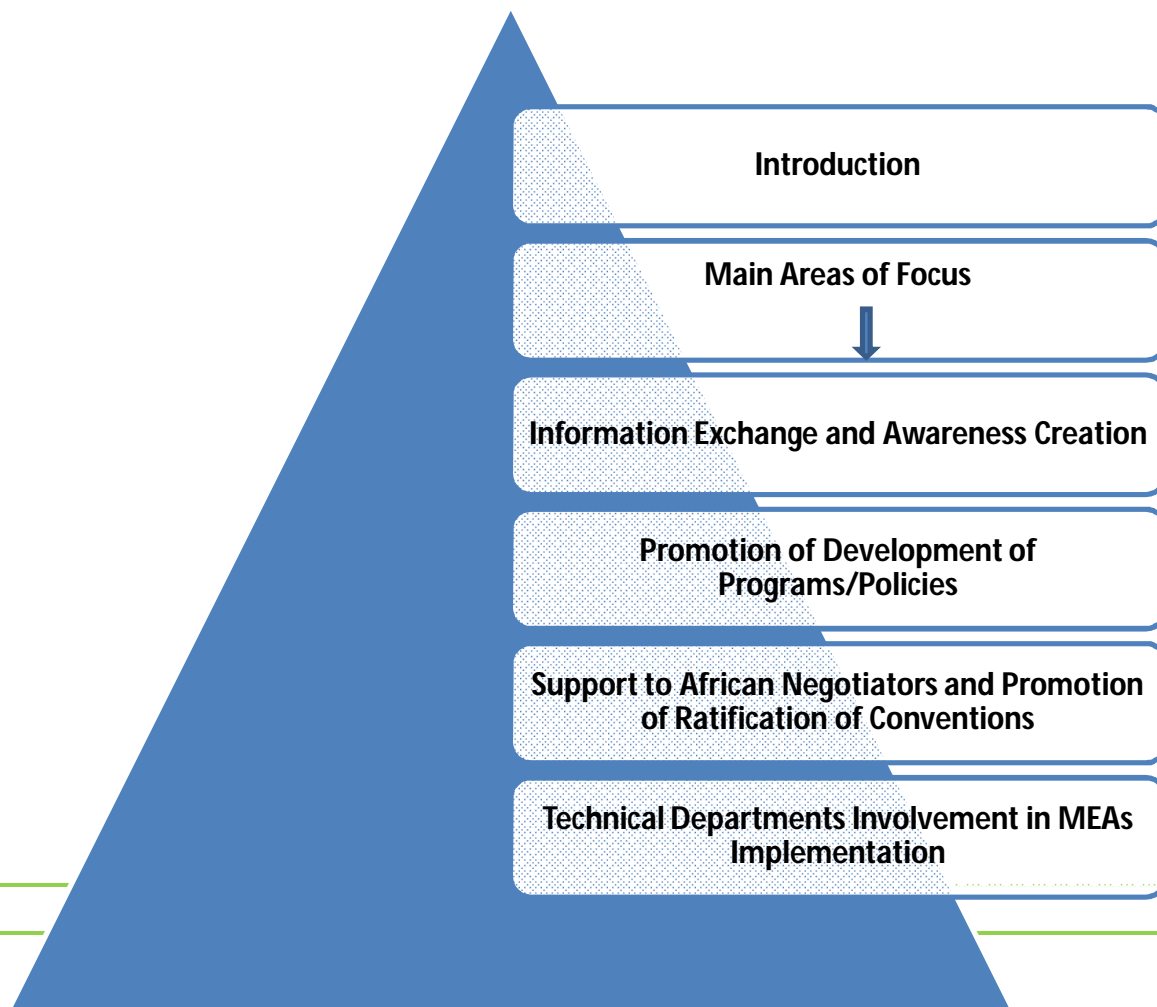 Introduction
Main Areas of Focus
Information Exchange and Awareness Creation
Promotion of Development of
Programs/Policies
Support to African Negotiators and Promotion
of Ratification of Conventions
Technical Departments Involvement in MEAs
Implementation